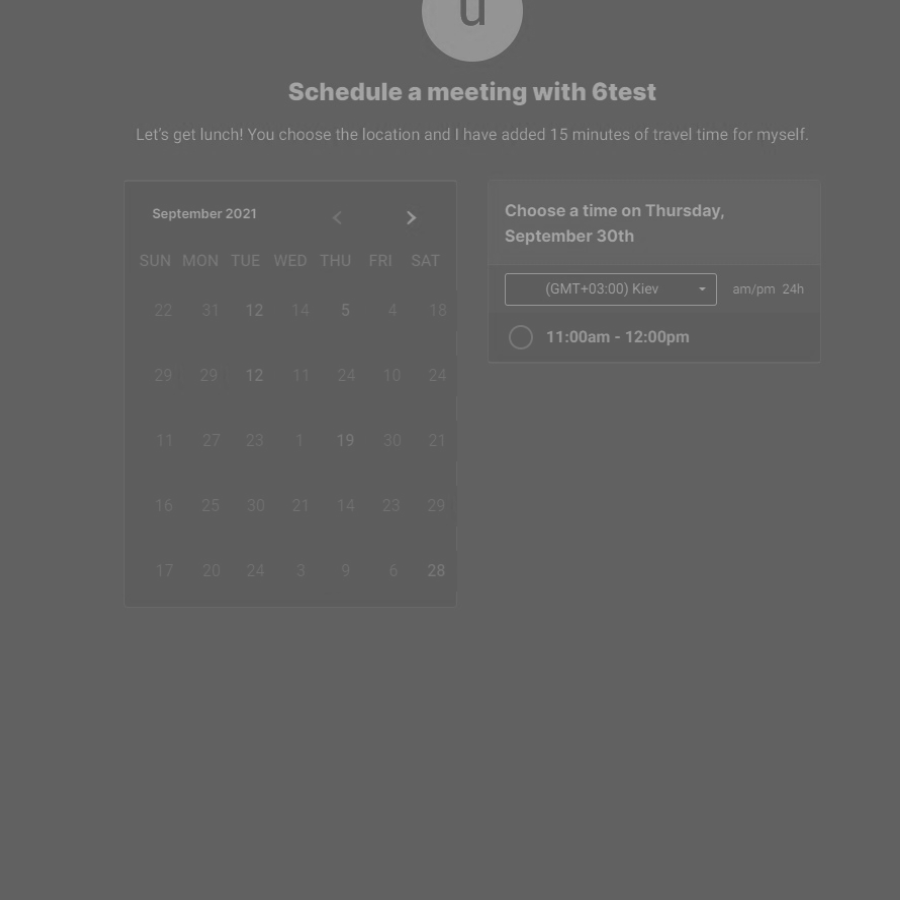 u
Schedule a meeting with 6test
Let's get lunch! You choose the location and I have added 15 minutes of travel time for myself.
September 2021
SUN MON TUE WED THU FRI SAT
22 31 12 14 5 4 18
29 29 12 11 24 10 24
11 27 23 1 19 30 21
16 25 30 21 14 23 29
17 20 24 3 9 6 28
Choose a time on Thursday,
September 30th
(GMT+03:00) Kiev am/pm 24h
11:00am - 12:00pm